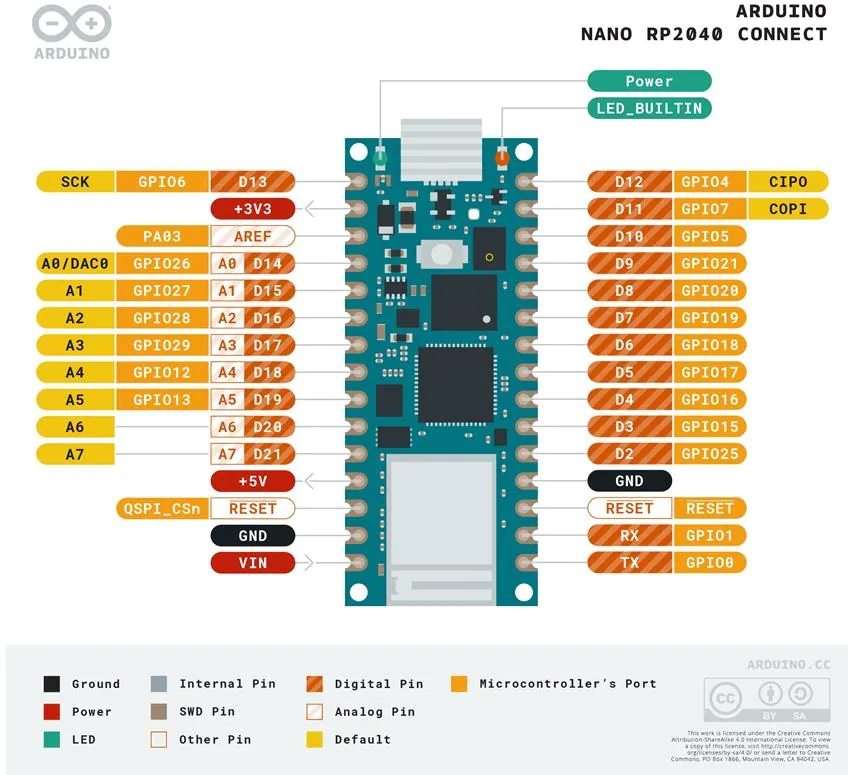 ARDUINO
ARDUINO
NANO RP2040 CONNECT
Power
LED_BUILTIN
SCK GPIO6 D13
D12 GPIO4 CIPO
+3V3
D11 GPIO7 COPI
PA03 AREF
D10 GPIO5
A0/DAC0 GPIO26 A0 D14
D9 GPIO21
A1 GPIO27 A1 D15
D8 GPIO20
A2 GPIO28 A2 D16
D7 GPIO19
A3 GPIO29 A3 D17
D6 GPIO18
A4 GPIO12 A4 D18
D5 GPIO17
A5 GPIO13 A5 D19
D4 GPIO16
A6 A6 D20
D3 GPIO15
A7 A7 D21
D2 GPIO25
+5V
GND
QSPI_CSn RESET
RESET RESET
GND
RX GPIO1
VIN
TX GPIO0
Ground
Power
LED
Internal Pin
SWD Pin
Other Pin
Digital Pin
Analog Pin
Default
Microcontroller's Port
ARDUINO.CC
CC
BY SA
This work is licensed under the Creative Commons
Attribution-ShareAlike 4.0 International License. To view
a copy of this license, visit http://creativecommons.
org/licenses/by-sa/4.0/ or send a letter to Creative
Commons, PO Box 1866, Mountain View, CA 94042, USA.